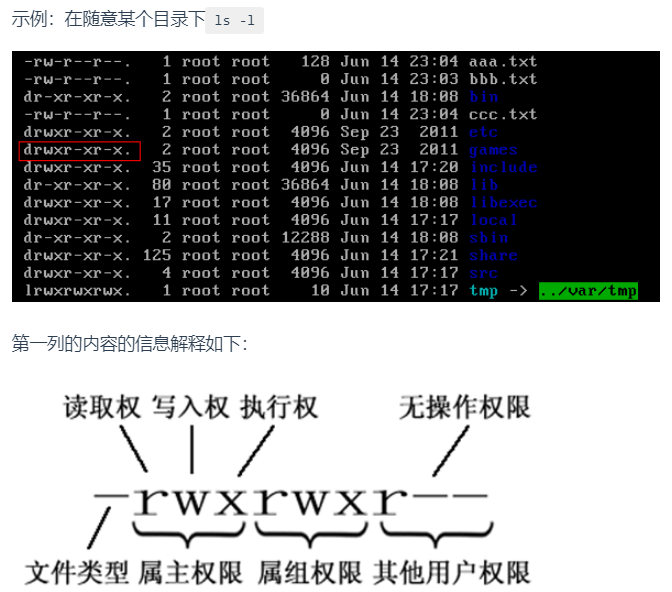 示例：在随意某个目录下 ls -l
-rw-r--r--. 1 root root 128 Jun 14 23:04 aaa.txt
-rw-r--r--. 1 root root 0 Jun 14 23:03 bbb.txt
dr-xr-xr-x. 2 root root 36864 Jun 14 18:08 bin
-rw-r--r--. 1 root root 0 Jun 14 23:04 ccc.txt
drwxr-xr-x. 2 root root 4096 Sep 23 2011 etc
drwxr-xr-x. 2 root root 4096 Sep 23 2011 games
drwxr-xr-x. 35 root root 4096 Jun 14 17:20 include
dr-xr-xr-x. 80 root root 36864 Jun 14 18:08 lib
drwxr-xr-x. 17 root root 4096 Jun 14 18:08 libexec
drwxr-xr-x. 11 root root 4096 Jun 14 17:17 local
dr-xr-xr-x. 2 root root 12288 Jun 14 18:08 sbin
drwxr-xr-x. 125 root root 4096 Jun 14 17:21 share
drwxr-xr-x. 4 root root 4096 Jun 14 17:17 src
lrwxrwxrwx. 1 root root 10 Jun 14 17:17 tmp -> ../var/tmp
第一列的内容的信息解释如下：
读取权 写入权 执行权 无操作权限
-rwxrwxr--
文件类型 属主权限 属组权限 其他用户权限